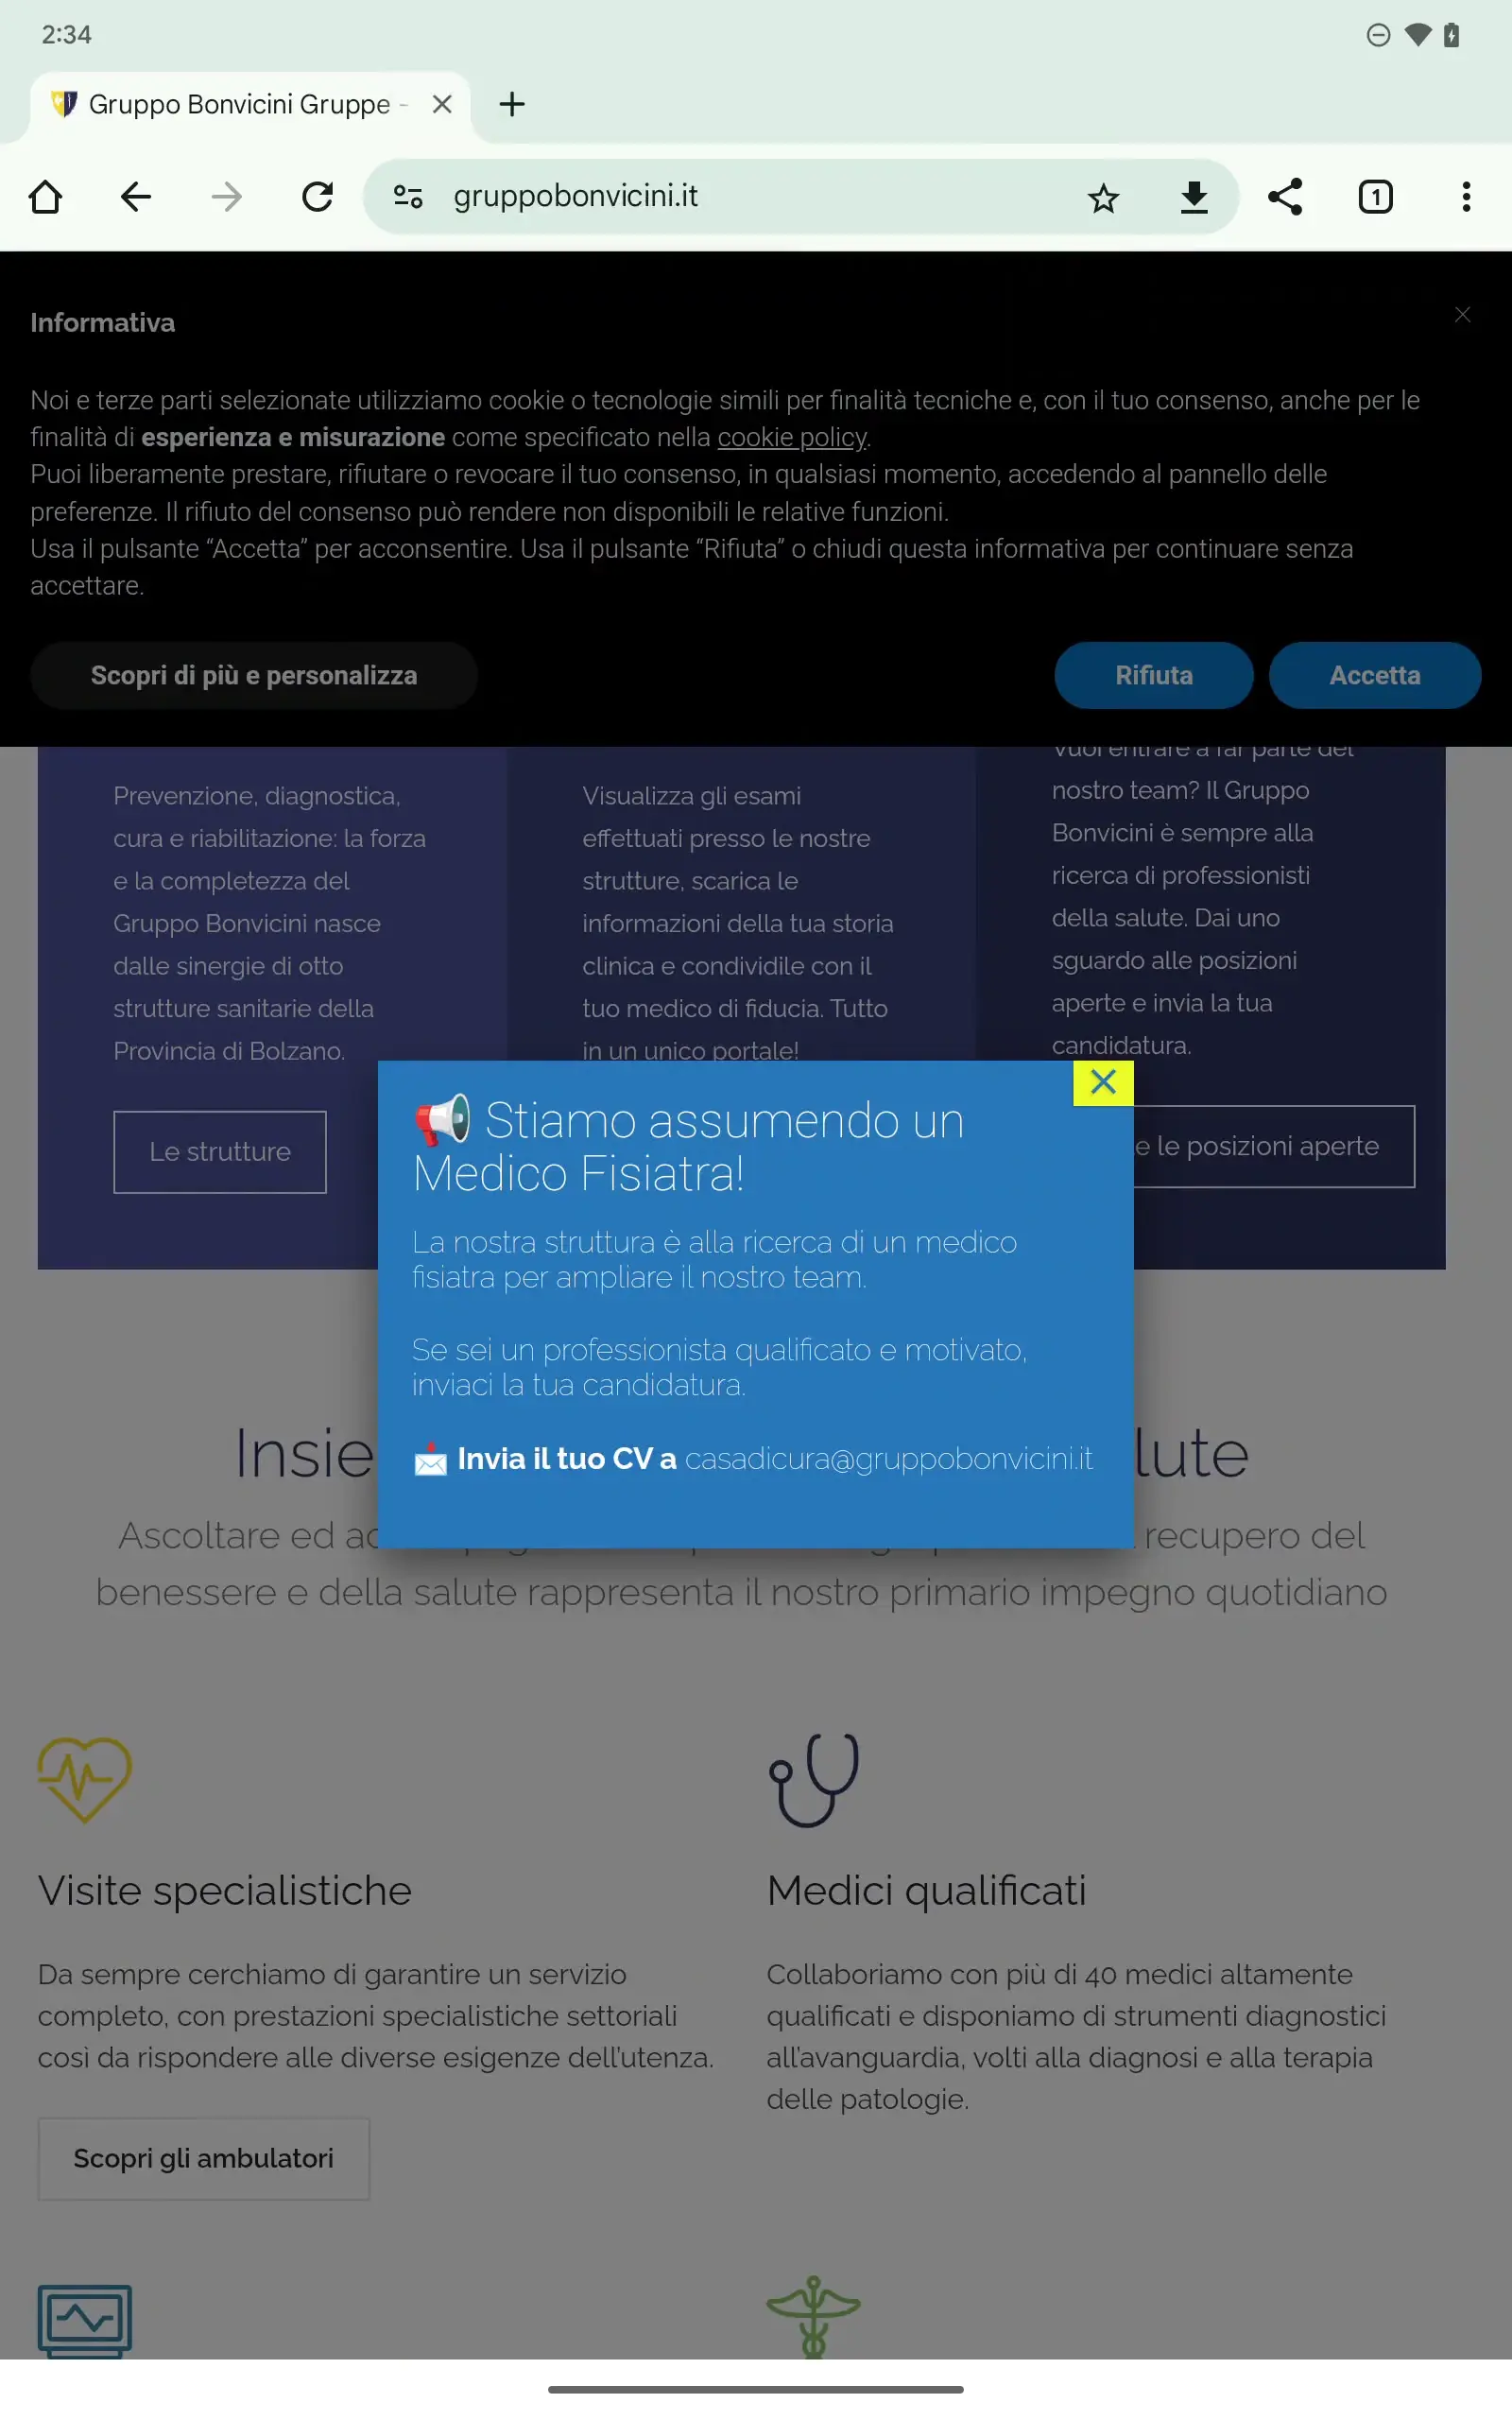 2:34
Gruppo Bonvicini Gruppe -
gruppobonvicini.it
1
Informativa
Noi e terze parti selezionate utilizziamo cookie o tecnologie simili per finalità tecniche e, con il tuo consenso, anche per le
finalità di esperienza e misurazione come specificato nella cookie policy.
Puoi liberamente prestare, rifiutare o revocare il tuo consenso, in qualsiasi momento, accedendo al pannello delle
preferenze. Il rifiuto del consenso può rendere non disponibili le relative funzioni.
Usa il pulsante “Accetta” per acconsentire. Usa il pulsante “Rifiuta” o chiudi questa informativa per continuare senza
accettare.
Scopri di più e personalizza
Rifiuta
Accetta
Prevenzione, diagnostica,
cura e riabilitazione: la forza
e la completezza del
Gruppo Bonvicini nasce
dalle sinergie di otto
strutture sanitarie della
Provincia di Bolzano.
Le strutture
Visualizza gli esami
effettuati presso le nostre
strutture, scarica le
informazioni della tua storia
clinica e condividile con il
tuo medico di fiducia. Tutto
in un unico portale!
Vuoi entrare a far parte del
nostro team? Il Gruppo
Bonvicini è sempre alla
ricerca di professionisti
della salute. Dai uno
sguardo alle posizioni
aperte e invia la tua
candidatura.
e le posizioni aperte
📢 Stiamo assumendo un
Medico Fisiatra!
La nostra struttura è alla ricerca di un medico
fisiatra per ampliare il nostro team.
Se sei un professionista qualificato e motivato,
inviaci la tua candidatura.
📩 Invia il tuo CV a casadicura@gruppobonvicini.it
Insie lute
Ascoltare ed ac recupero del
benessere e della salute rappresenta il nostro primario impegno quotidiano
Visite specialistiche
Da sempre cerchiamo di garantire un servizio
completo, con prestazioni specialistiche settoriali
così da rispondere alle diverse esigenze dell'utenza.
Scopri gli ambulatori
Medici qualificati
Collaboriamo con più di 40 medici altamente
qualificati e disponiamo di strumenti diagnostici
all'avanguardia, volti alla diagnosi e alla terapia
delle patologie.